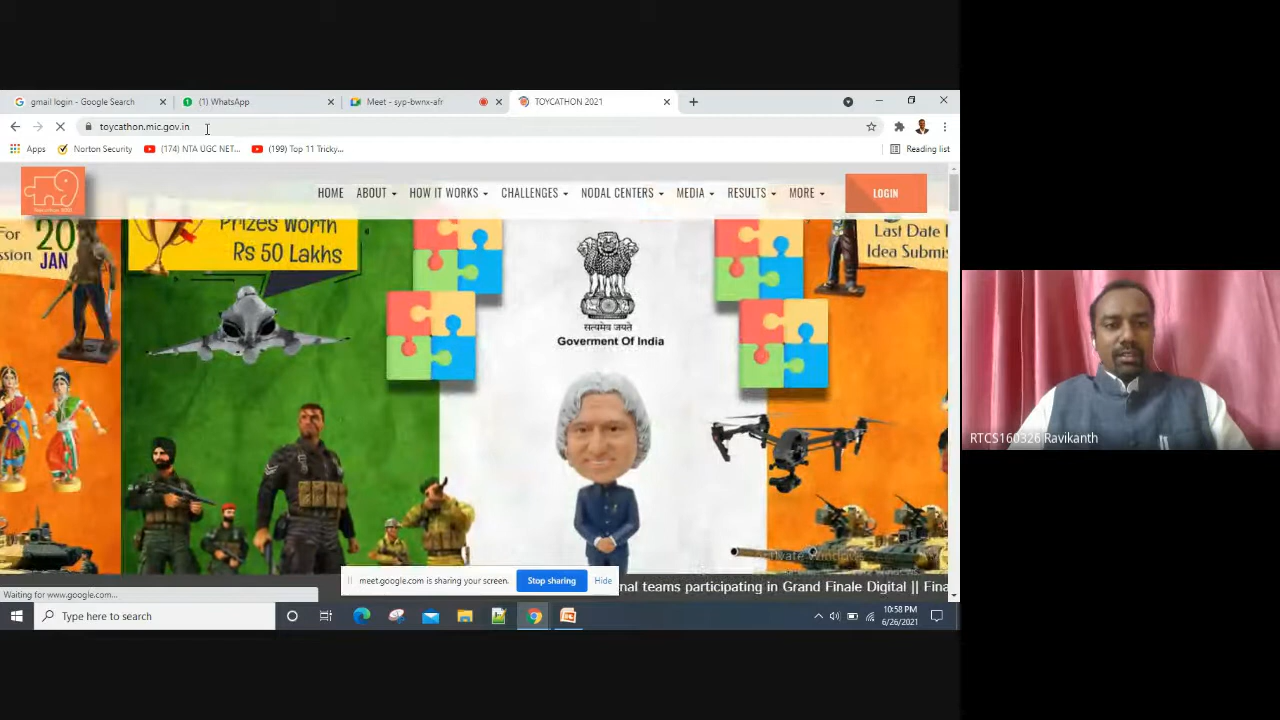 gmail login - Google Search
(1) WhatsApp
Meet - syp-bwnx-afr
TOYCATHON 2021
toycathon.mic.gov.in
Apps
Norton Security
(174) NTA UGC NET...
(199) Top 11 Tricky...
Reading list
HOME
ABOUT
HOW IT WORKS
CHALLENGES
NODAL CENTERS
MEDIA
RESULTS
MORE
LOGIN
For
20
ssion
JAN
Prizes Worth
Rs 50 Lakhs
सत्यमेव जयते
Goverment Of India
Last Date
Idea Submis
Activate Windows
meet.google.com is sharing your screen.
Stop sharing
Hide
nal teams participating in Grand Finale Digital || Fina
Waiting for www.google.com...
Type here to search
10:58 PM
6/26/2021
RTCS160326 Ravikanth